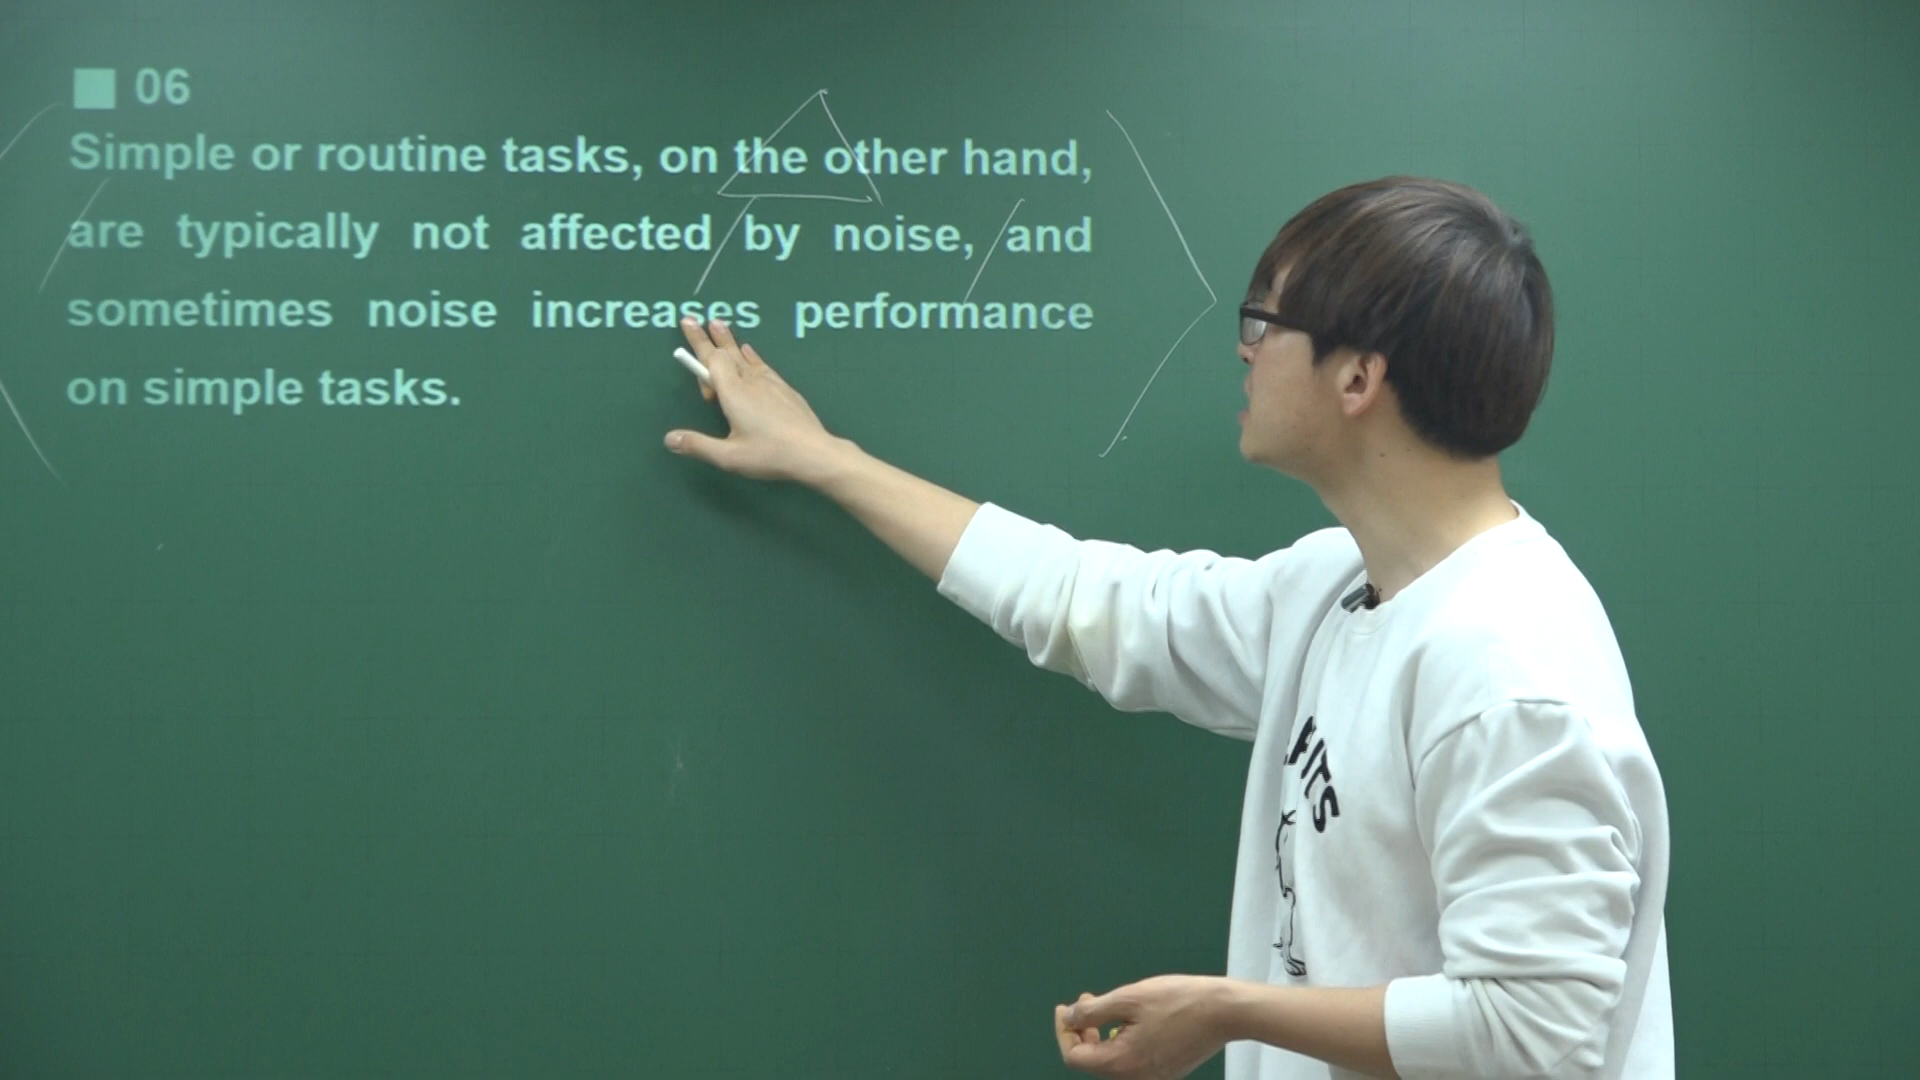 ■ 06
Simple or routine tasks, on the other hand,
are typically not affected by noise, and
sometimes noise increases performance
on simple tasks.